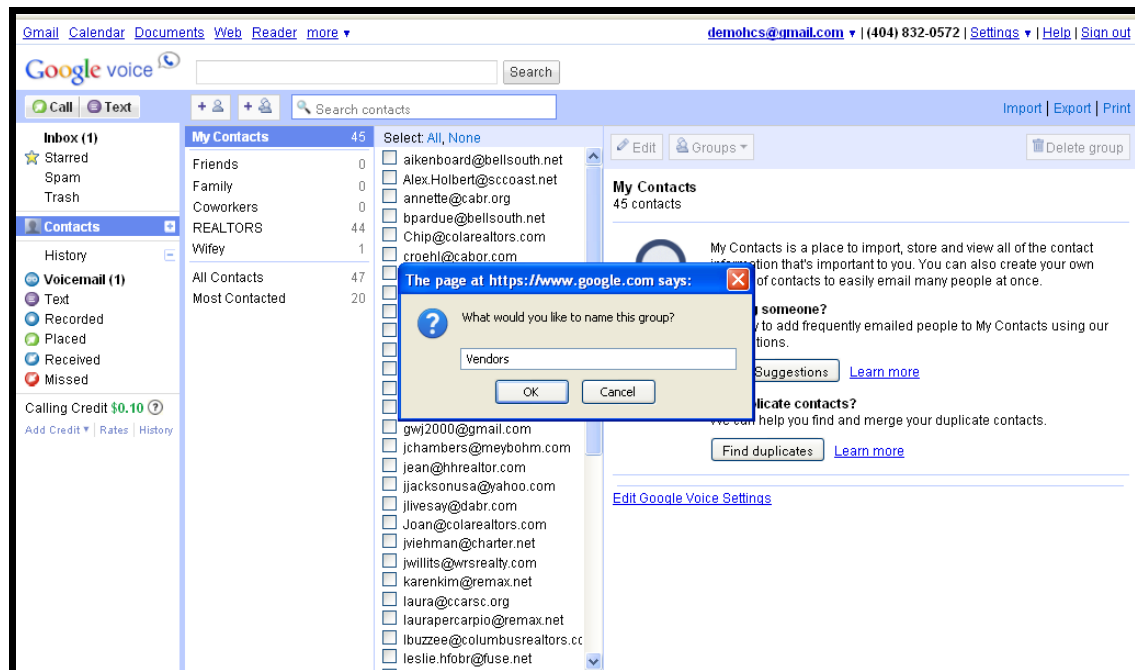 Gmail Calendar Documents Web Reader more ▼ demohcs@gmail.com ▼ | (404) 832-0572 | Settings ▼ | Help | Sign out
Google voice Search
Call Text + + Search contacts Import | Export | Print
Inbox (1)
Starred
Spam
Trash
Contacts +
History −
Voicemail (1)
Text
Recorded
Placed
Received
Missed
Calling Credit $0.10 ?
Add Credit ▼ | Rates | History
My Contacts 45
Friends 0
Family 0
Coworkers 0
REALTORS 44
Wifey 1
All Contacts 47
Most Contacted 20
Select: All, None
aikenboard@bellsouth.net
Alex.Holbert@sccoast.net
annette@cabr.org
bpardue@bellsouth.net
Chip@colarealtors.com
croehl@cabor.com
gwj2000@gmail.com
jchambers@meybohm.com
jean@hhrealtor.com
jjacksonusa@yahoo.com
jlivesay@dabr.com
Joan@colarealtors.com
jviehman@charter.net
jwillits@wrsrealty.com
karenkim@remax.net
laura@ccarsc.org
laurapercarpio@remax.net
lbuzzee@columbusrealtors.cc
leslie.hfobr@fuse.net
The page at https://www.google.com says:
What would you like to name this group?
Vendors
OK Cancel
Edit Groups ▼ Delete group
My Contacts
45 contacts
My Contacts is a place to import, store and view all of the contact
that's important to you. You can also create your own
of contacts to easily email many people at once.
someone?
to add frequently emailed people to My Contacts using our
Suggestions Learn more
contacts?
can help you find and merge your duplicate contacts.
Find duplicates Learn more
Edit Google Voice Settings